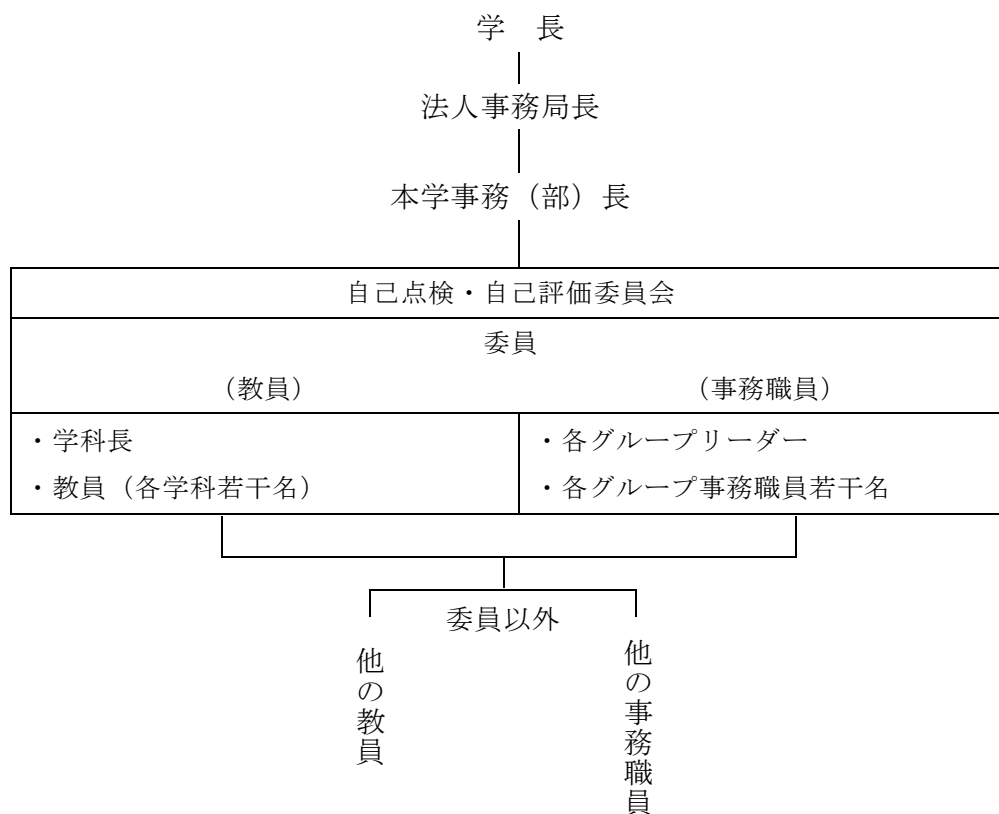 学　長
法人事務局長
本学事務（部）長
自己点検・自己評価委員会
委員
（教員）
（事務職員）
・学科長
・教員（各学科若干名）
・各グループリーダー
・各グループ事務職員若干名
委員以外
他の教員
他の事務職員